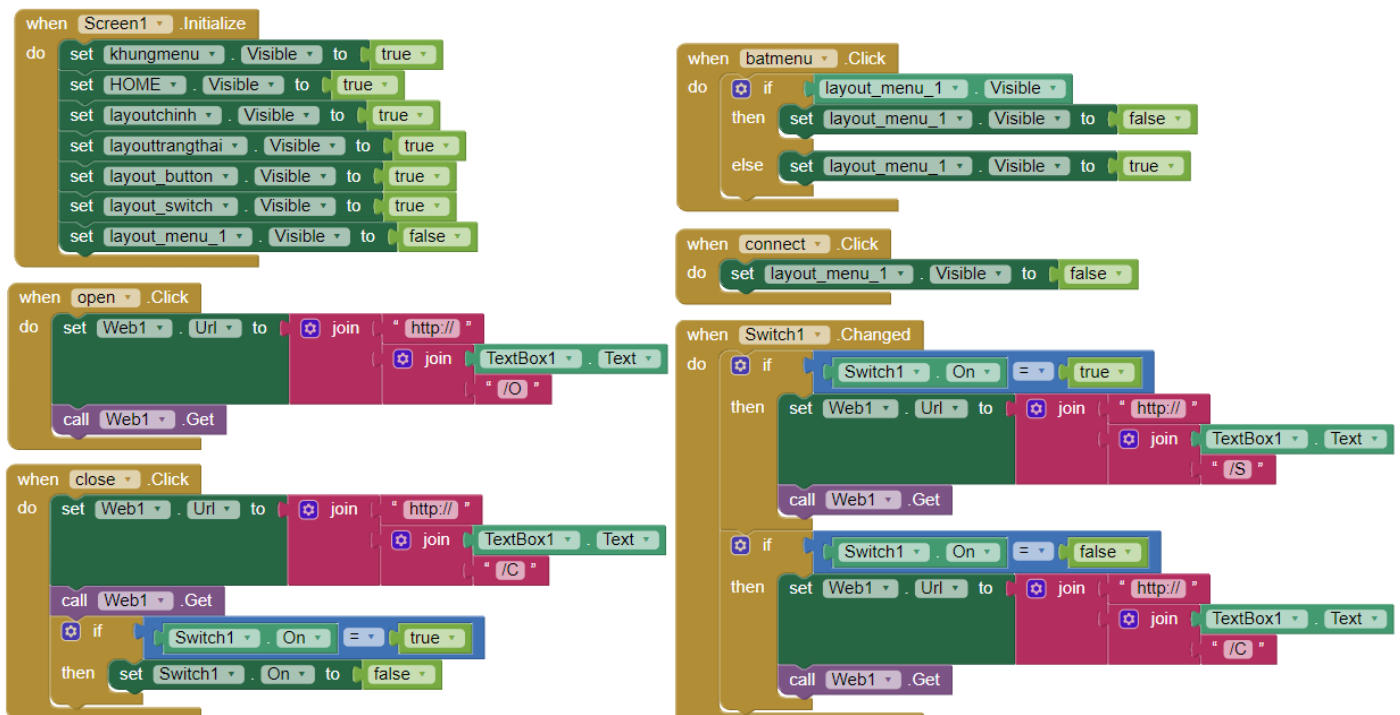 when Screen1 .Initialize
do set khungmenu . Visible to true
set HOME . Visible to true
set layoutchinh . Visible to true
set layouttrangthai . Visible to true
set layout_button . Visible to true
set layout_switch . Visible to true
set layout_menu_1 . Visible to false
when open .Click
do set Web1 . Url to join " http:// "
join TextBox1 . Text
" /O "
call Web1 .Get
when close .Click
do set Web1 . Url to join " http:// "
join TextBox1 . Text
" /C "
call Web1 .Get
if Switch1 . On = true
then set Switch1 . On to false
when batmenu .Click
do if layout_menu_1 . Visible
then set layout_menu_1 . Visible to false
else set layout_menu_1 . Visible to true
when connect .Click
do set layout_menu_1 . Visible to false
when Switch1 .Changed
do if Switch1 . On = true
then set Web1 . Url to join " http:// "
join TextBox1 . Text
" /S "
call Web1 .Get
if Switch1 . On = false
then set Web1 . Url to join " http:// "
join TextBox1 . Text
" /C "
call Web1 .Get